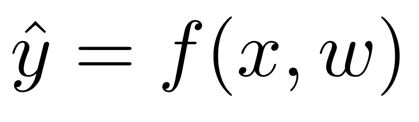 ŷ = f(x, w)